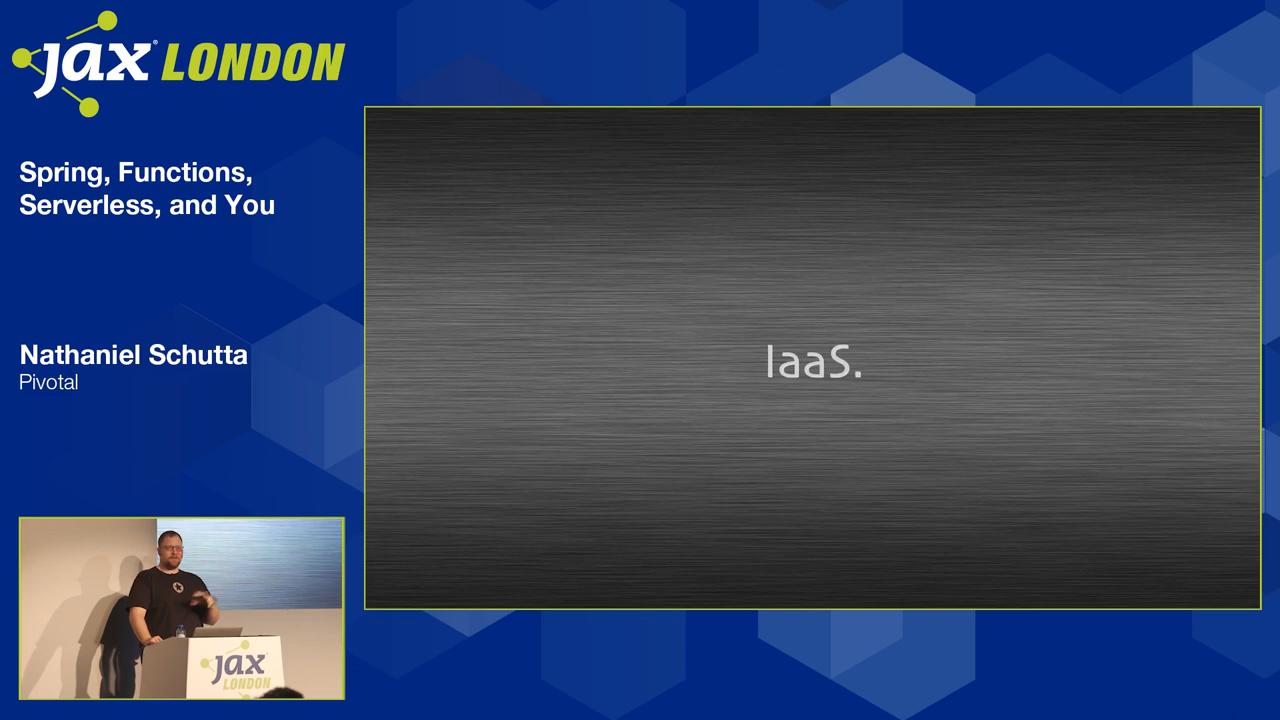 jax® LONDON
Spring, Functions,
Serverless, and You
Nathaniel Schutta
Pivotal
IaaS.
jax
LONDON